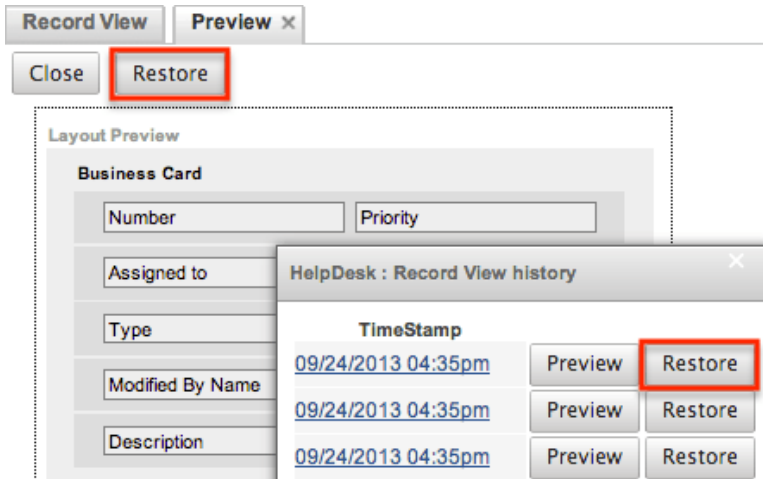 Record View Preview ×
Close Restore
Layout Preview
Business Card
Number Priority
Assigned to
Type
Modified By Name
Description
HelpDesk : Record View history ×
TimeStamp
09/24/2013 04:35pm Preview Restore
09/24/2013 04:35pm Preview Restore
09/24/2013 04:35pm Preview Restore